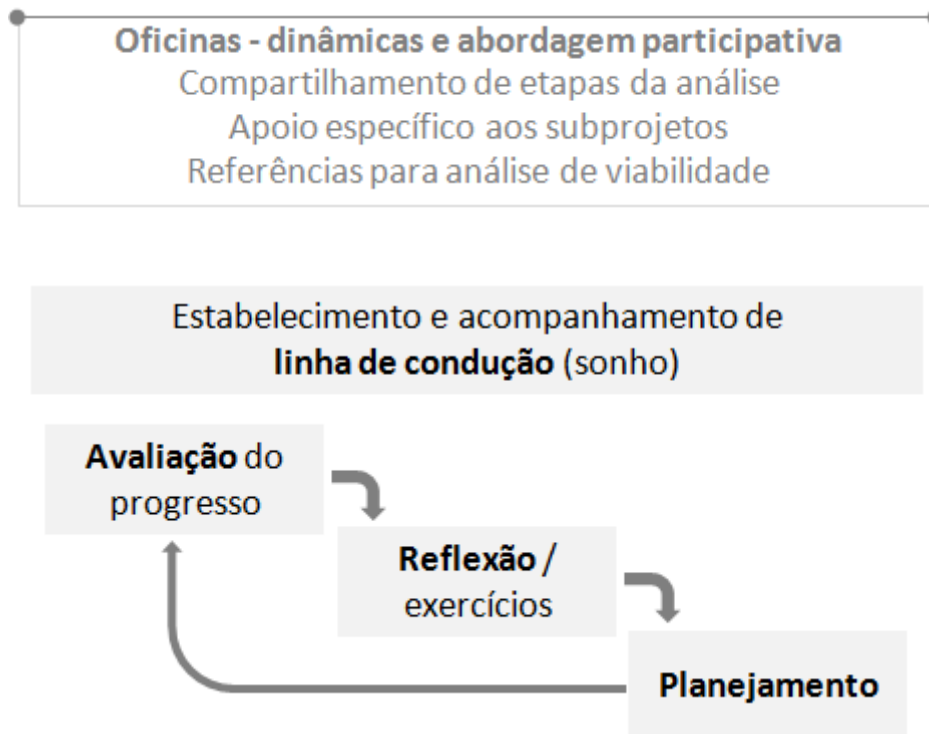 Oficinas - dinâmicas e abordagem participativa
Compartilhamento de etapas da análise
Apoio específico aos subprojetos
Referências para análise de viabilidade
Estabelecimento e acompanhamento de
linha de condução (sonho)
Avaliação do
progresso
Reflexão /
exercícios
Planejamento